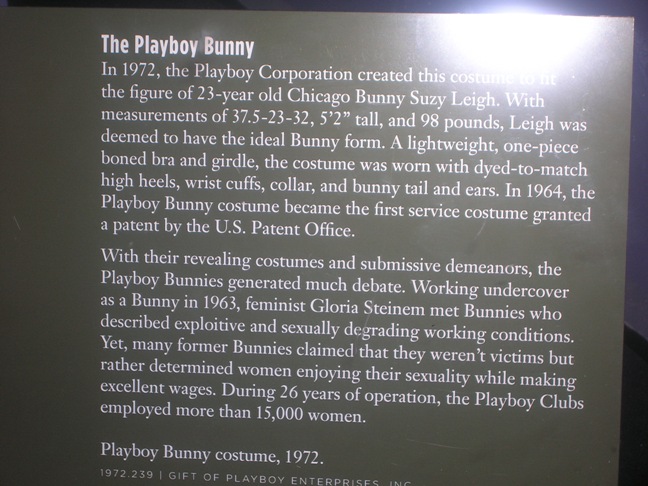 The Playboy Bunny
In 1972, the Playboy Corporation created this costume to fit
the figure of 23-year old Chicago Bunny Suzy Leigh. With
measurements of 37.5-23-32, 5'2” tall, and 98 pounds, Leigh was
deemed to have the ideal Bunny form. A lightweight, one-piece
boned bra and girdle, the costume was worn with dyed-to-match
high heels, wrist cuffs, collar, and bunny tail and ears. In 1964, the
Playboy Bunny costume became the first service costume granted
a patent by the U.S. Patent Office.
With their revealing costumes and submissive demeanors, the
Playboy Bunnies generated much debate. Working undercover
as a Bunny in 1963, feminist Gloria Steinem met Bunnies who
described exploitive and sexually degrading working conditions.
Yet, many former Bunnies claimed that they weren't victims but
rather determined women enjoying their sexuality while making
excellent wages. During 26 years of operation, the Playboy Clubs
employed more than 15,000 women.
Playboy Bunny costume, 1972.
1972.239 | GIFT OF PLAYBOY ENTERPRISES, INC